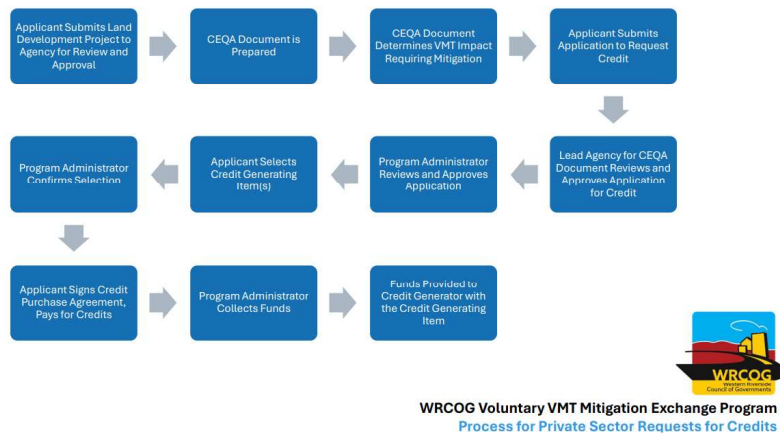 Applicant Submits Land
Development Project to
Agency for Review and
Approval
CEQA Document is
Prepared
CEQA Document
Determines VMT Impact
Requiring Mitigation
Applicant Submits
Application to Request
Credit
Lead Agency for CEQA
Document Reviews and
Approves Application
for Credit
Program Administrator
Reviews and Approves
Application
Applicant Selects
Credit Generating
Item(s)
Program Administrator
Confirms Selection
Applicant Signs Credit
Purchase Agreement,
Pays for Credits
Program Administrator
Collects Funds
Funds Provided to
Credit Generator with
the Credit Generating
Item
WRCOG
Western Riverside
Council of Governments
WRCOG Voluntary VMT Mitigation Exchange Program
Process for Private Sector Requests for Credits